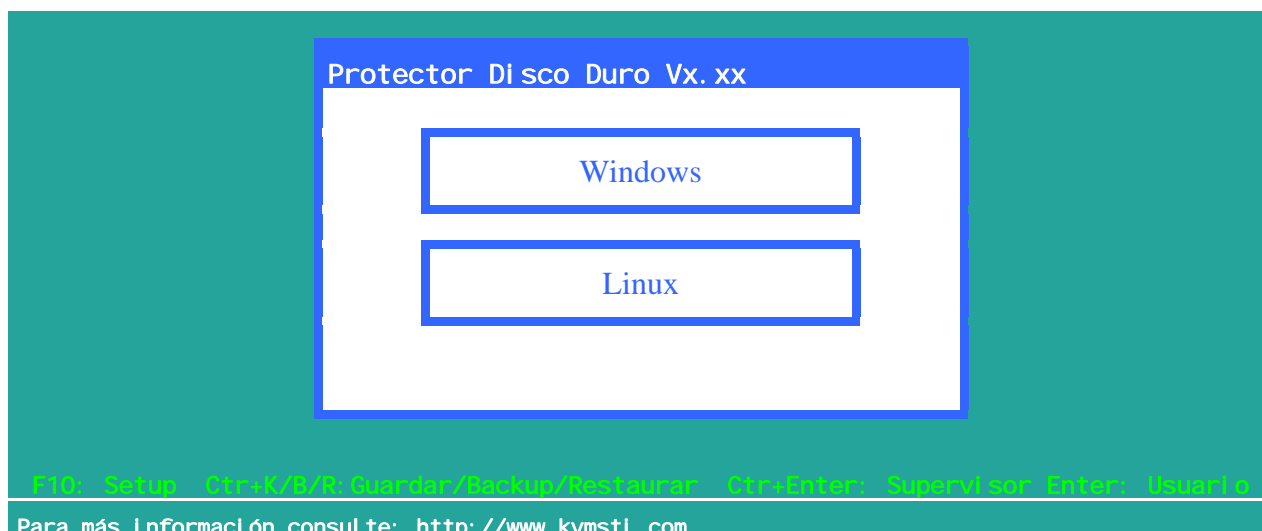 Protector Disco Duro Vx.xx
Windows
Linux
F10: Setup Ctr+K/B/R:Guardar/Backup/Restaurar Ctr+Enter: Supervisor Enter: Usuario
Para más información consulte: http://www.kymsti.com